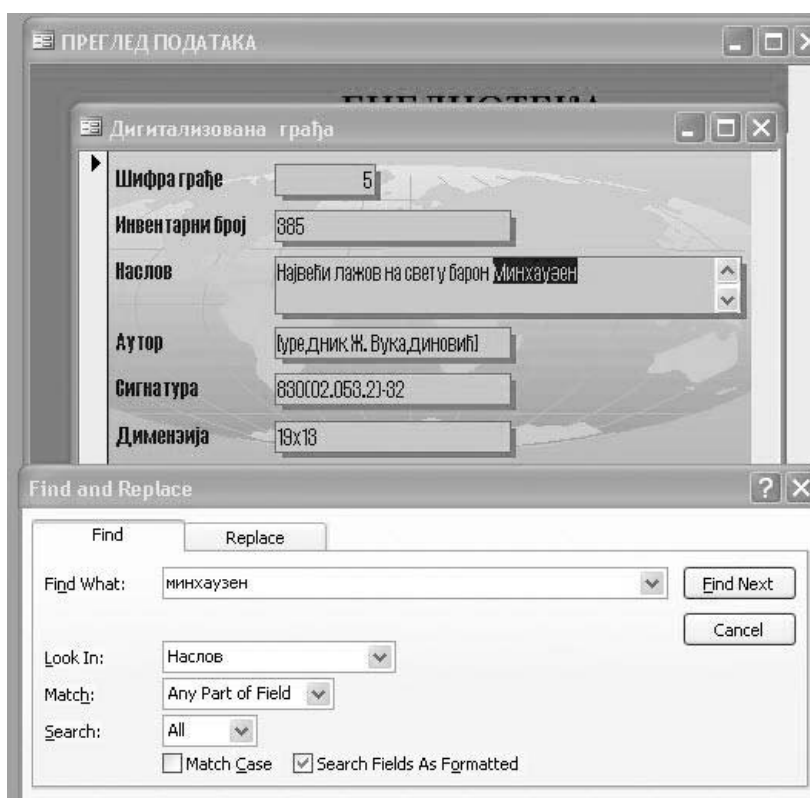 ПРЕГЛЕД ПОДАТАКА
Дигитализована грађа
Шифра грађе 5
Инвентарни број 385
Наслов Највећи лажов на свету барон Минхаузен
Аутор [уредник Ж. Вукадиновић]
Сигнатура 830(02.053.2)-32
Димензија 19x13
Find and Replace
Find Replace
Find What: минхаузен Find Next
Cancel
Look In: Наслов
Match: Any Part of Field
Search: All
Match Case Search Fields As Formatted